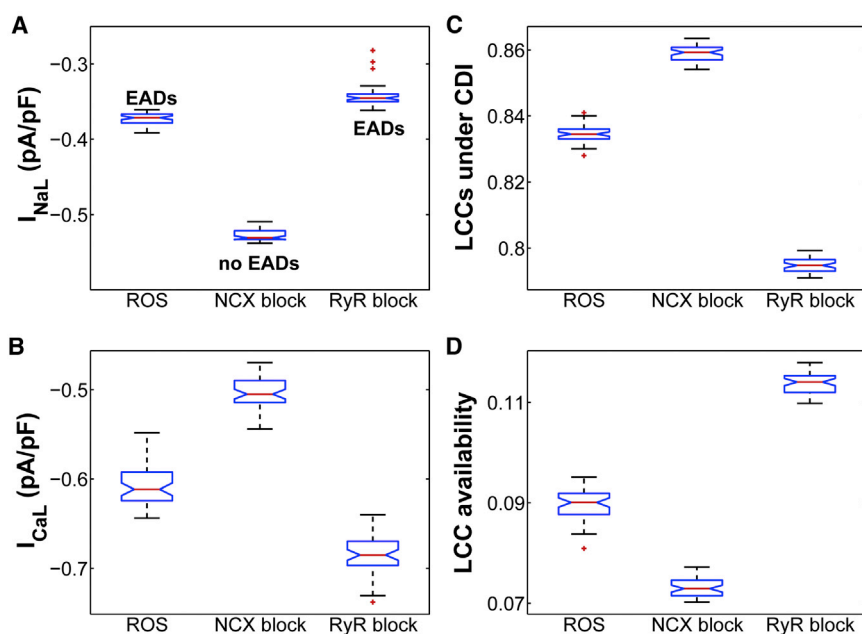 A
I_NaL (pA/pF)
−0.3
−0.4
−0.5
EADs
no EADs
EADs
ROS
NCX block
RyR block
C
LCCs under CDI
0.86
0.84
0.82
0.8
ROS
NCX block
RyR block
B
I_CaL (pA/pF)
−0.5
−0.6
−0.7
ROS
NCX block
RyR block
D
LCC availability
0.11
0.09
0.07
ROS
NCX block
RyR block